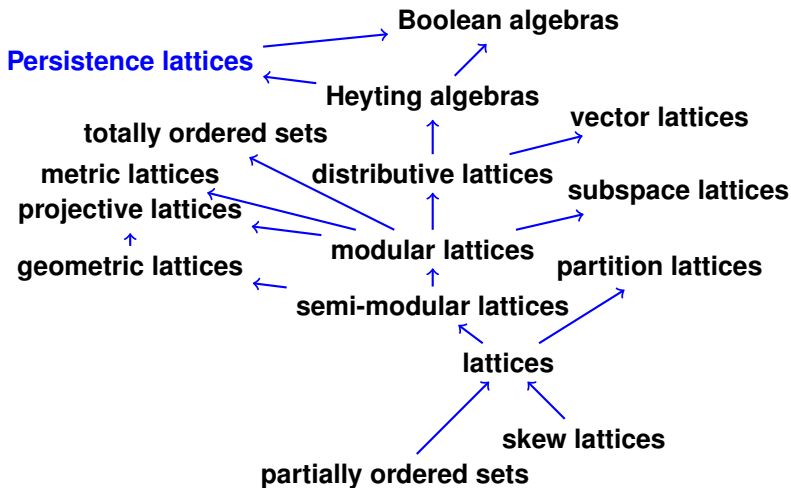 Boolean algebras
Persistence lattices
Heyting algebras
vector lattices
totally ordered sets
metric lattices
distributive lattices
subspace lattices
projective lattices
modular lattices
geometric lattices
partition lattices
semi-modular lattices
lattices
skew lattices
partially ordered sets